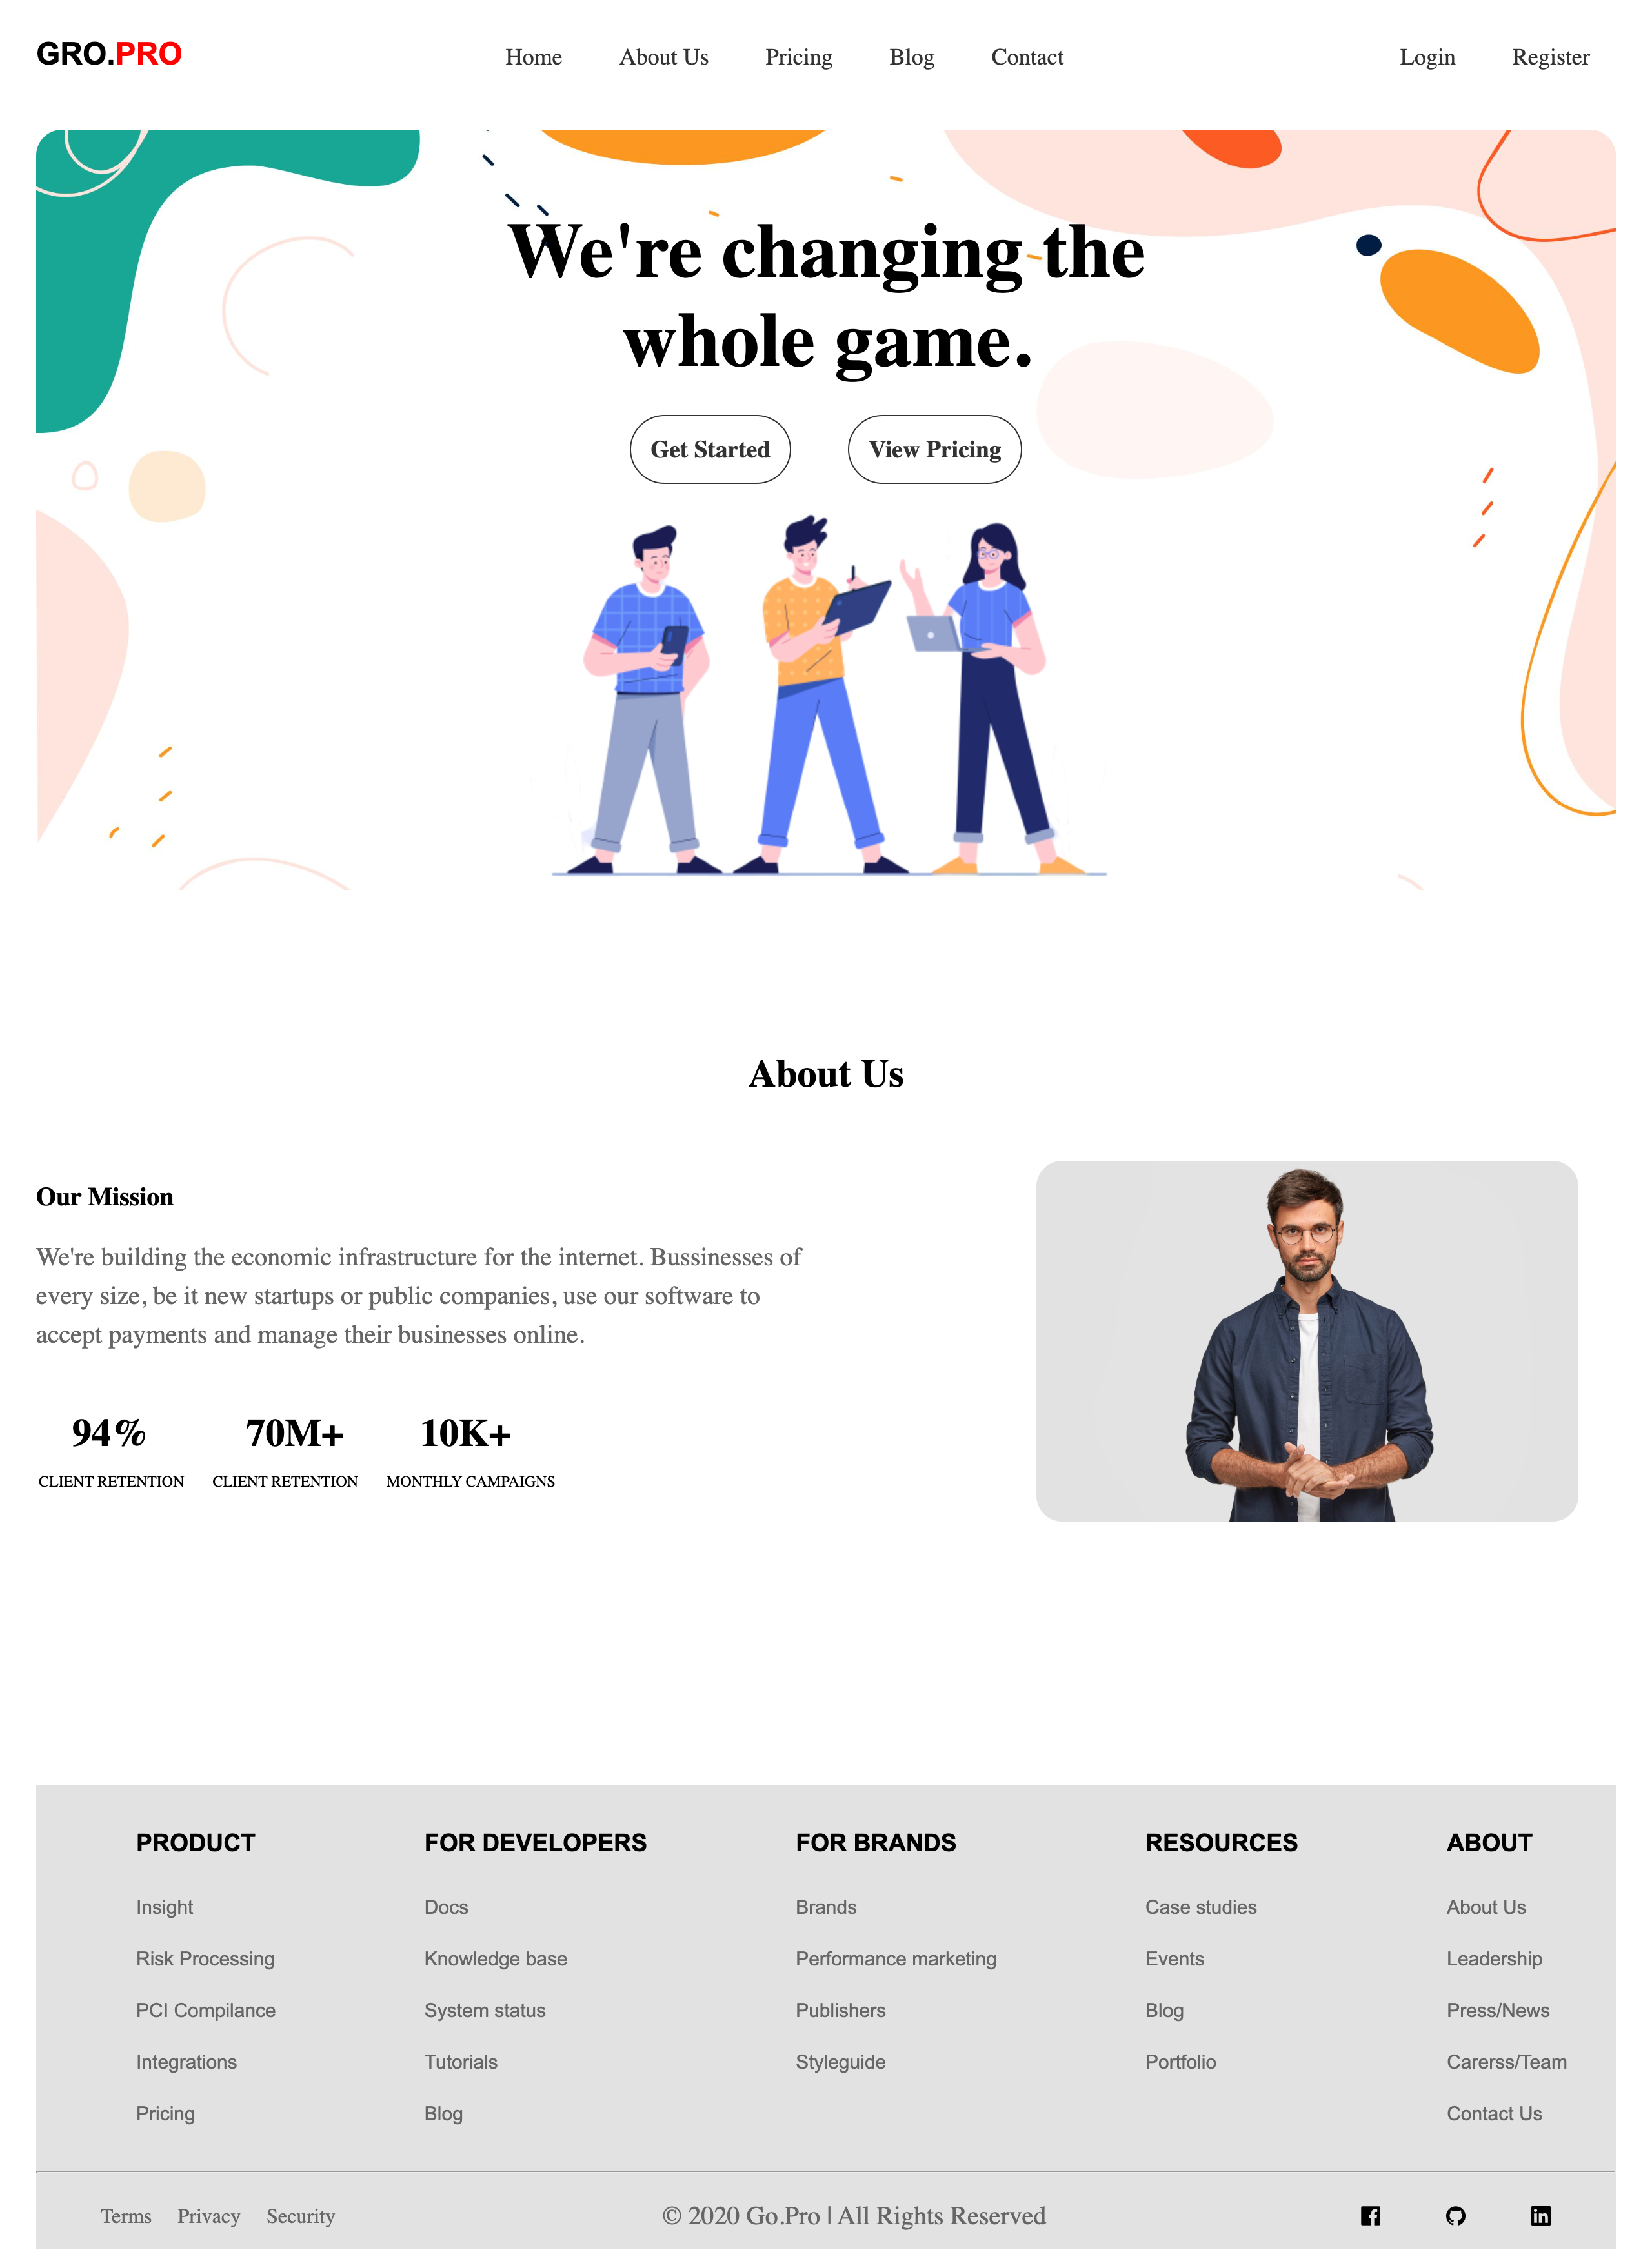 GRO.PRO Home About Us Pricing Blog Contact Login Register
We're changing the
whole game.
Get Started View Pricing
About Us
Our Mission
We're building the economic infrastructure for the internet. Bussinesses of
every size, be it new startups or public companies, use our software to
accept payments and manage their businesses online.
94% 70M+ 10K+
CLIENT RETENTION CLIENT RETENTION MONTHLY CAMPAIGNS
PRODUCT FOR DEVELOPERS FOR BRANDS RESOURCES ABOUT
Insight Docs Brands Case studies About Us
Risk Processing Knowledge base Performance marketing Events Leadership
PCI Compilance System status Publishers Blog Press/News
Integrations Tutorials Styleguide Portfolio Carerss/Team
Pricing Blog Contact Us
Terms Privacy Security © 2020 Go.Pro | All Rights Reserved